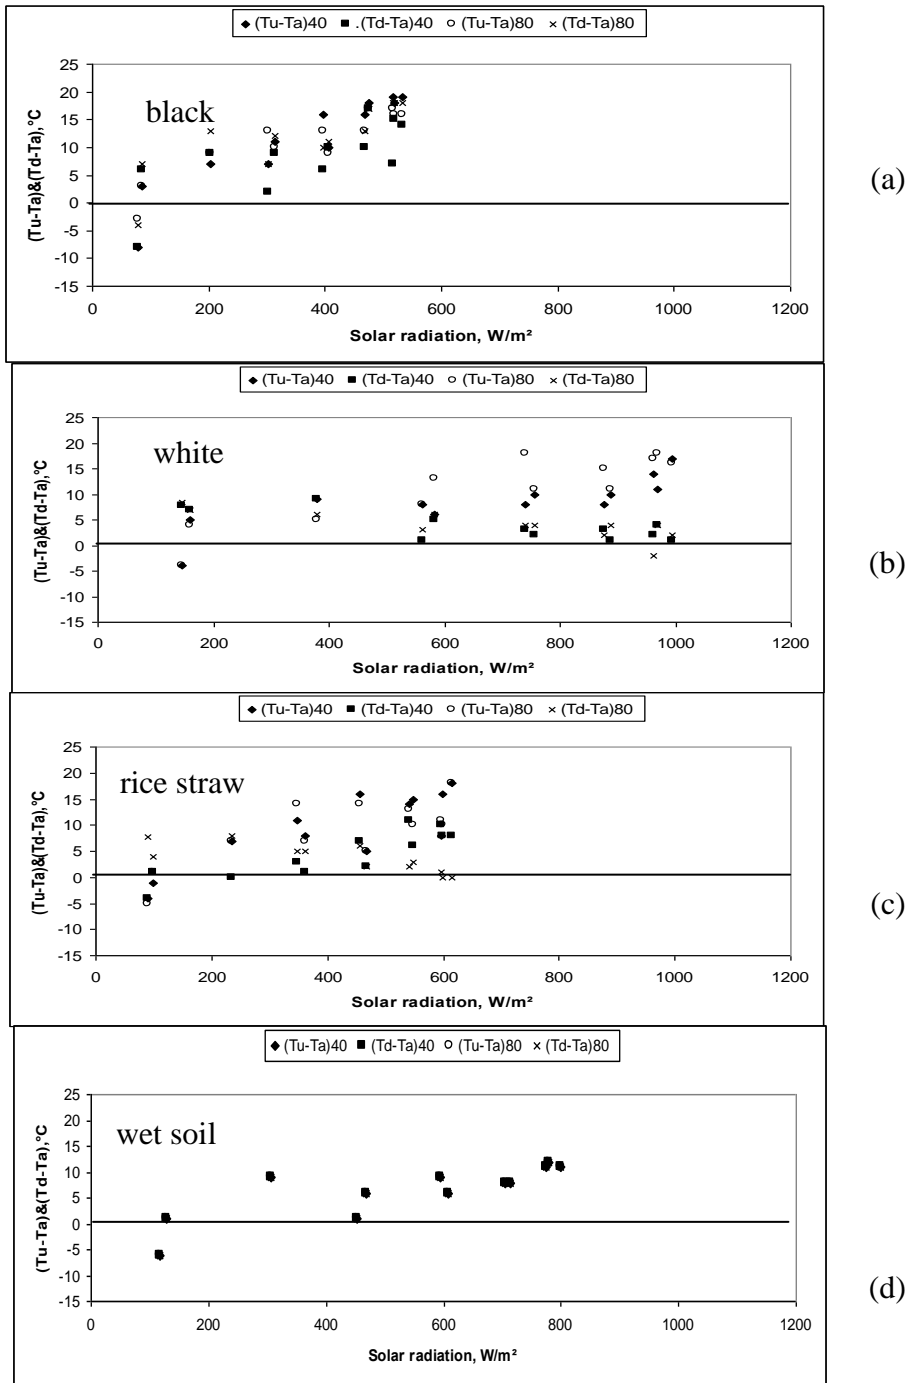 ◆ (Tu-Ta)40 ■ .(Td-Ta)40 ○ (Tu-Ta)80 × (Td-Ta)80
25
20
15
10
5
0
-5
-10
-15
black
(Tu-Ta)&(Td-Ta),°C
0 200 400 600 800 1000 1200
Solar radiation, W/m²
(a)
◆ (Tu-Ta)40 ■ (Td-Ta)40 ○ (Tu-Ta)80 × (Td-Ta)80
25
20
15
10
5
0
-5
-10
-15
white
(Tu-Ta)&(Td-Ta),°C
0 200 400 600 800 1000 1200
Solar radiation, W/m²
(b)
◆ (Tu-Ta)40 ■ (Td-Ta)40 ○ (Tu-Ta)80 × (Td-Ta)80
25
20
15
10
5
0
-5
-10
-15
rice straw
(Tu-Ta)&(Td-Ta),°C
0 200 400 600 800 1000 1200
Solar radiation, W/m²
(c)
◆ (Tu-Ta)40 ■ (Td-Ta)40 ○ (Tu-Ta)80 × (Td-Ta)80
25
20
15
10
5
0
-5
-10
-15
wet soil
(Tu-Ta)&(Td-Ta),°C
0 200 400 600 800 1000 1200
Solar radiation, W/m²
(d)